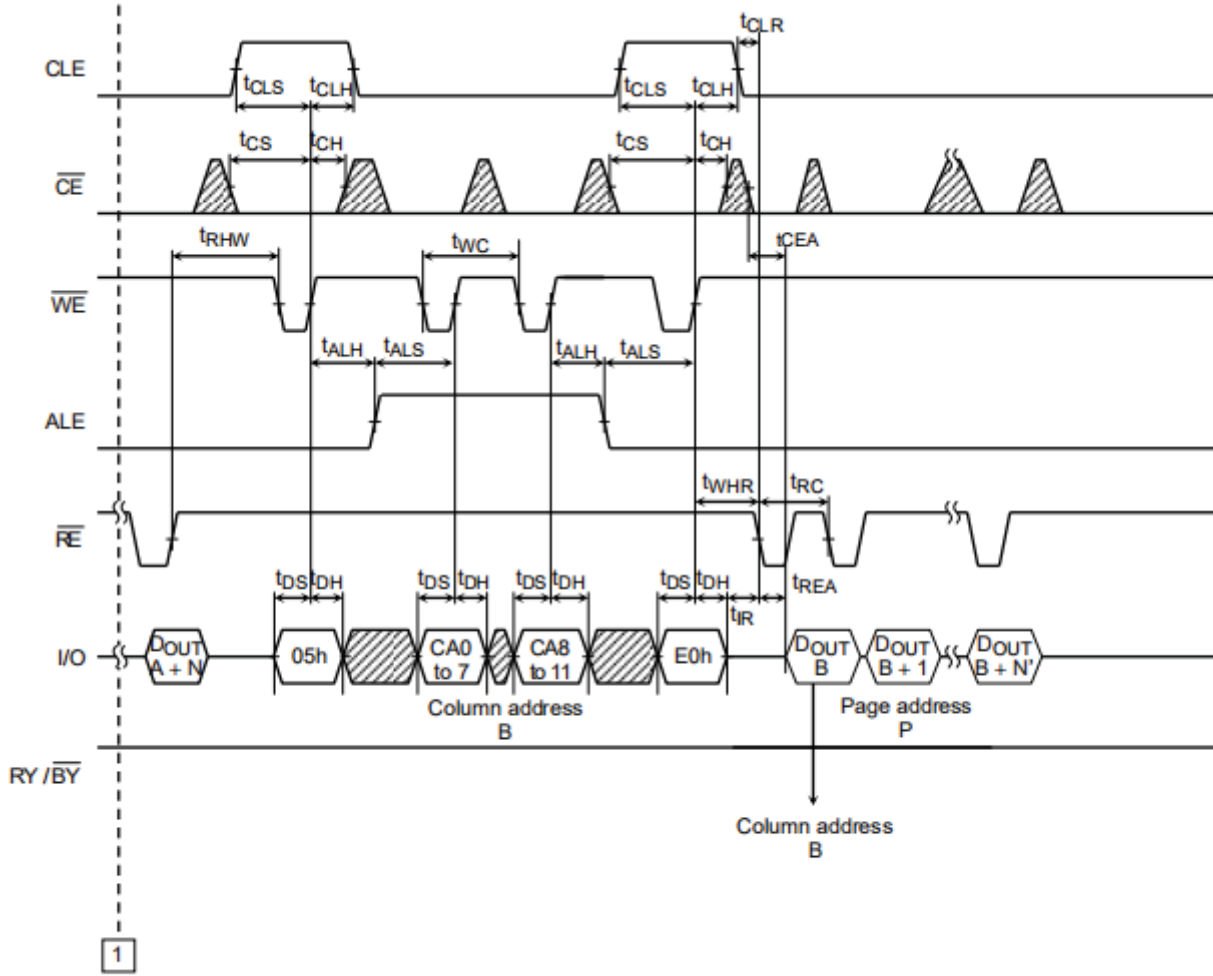 tCLR
CLE
tCLS tCLH tCLS tCLH
tCS tCH tCS tCH
CE
tRHW tWC tCEA
WE
tALH tALS tALH tALS
ALE
tWHR tRC
RE
tDS tDH tDS tDH tDS tDH tDS tDH tREA
tIR
I/O
DOUT
A + N
05h
CA0
to 7
CA8
to 11
E0h
DOUT
B
DOUT
B + 1
DOUT
B + N'
Column address
B
Page address
P
RY / BY
Column address
B
1